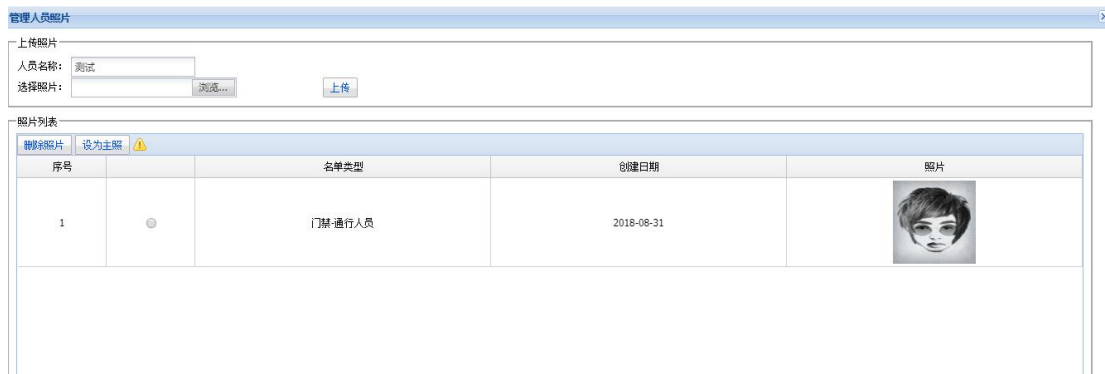 管理人员照片
上传照片
人员名称： 测试
选择照片： 浏览... 上传
照片列表
删除照片 设为主照
序号 名单类型 创建日期 照片
1 门禁-通行人员 2018-08-31